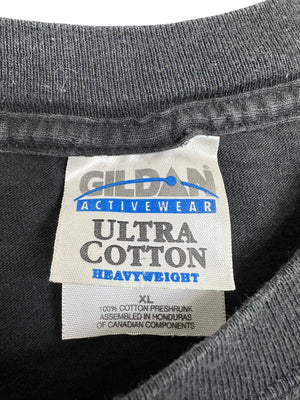 GILDAN
ACTIVEWEAR
ULTRA
COTTON
HEAVYWEIGHT
XL
100% COTTON PRESHRUNK
ASSEMBLED IN HONDURAS
OF CANADIAN COMPONENTS